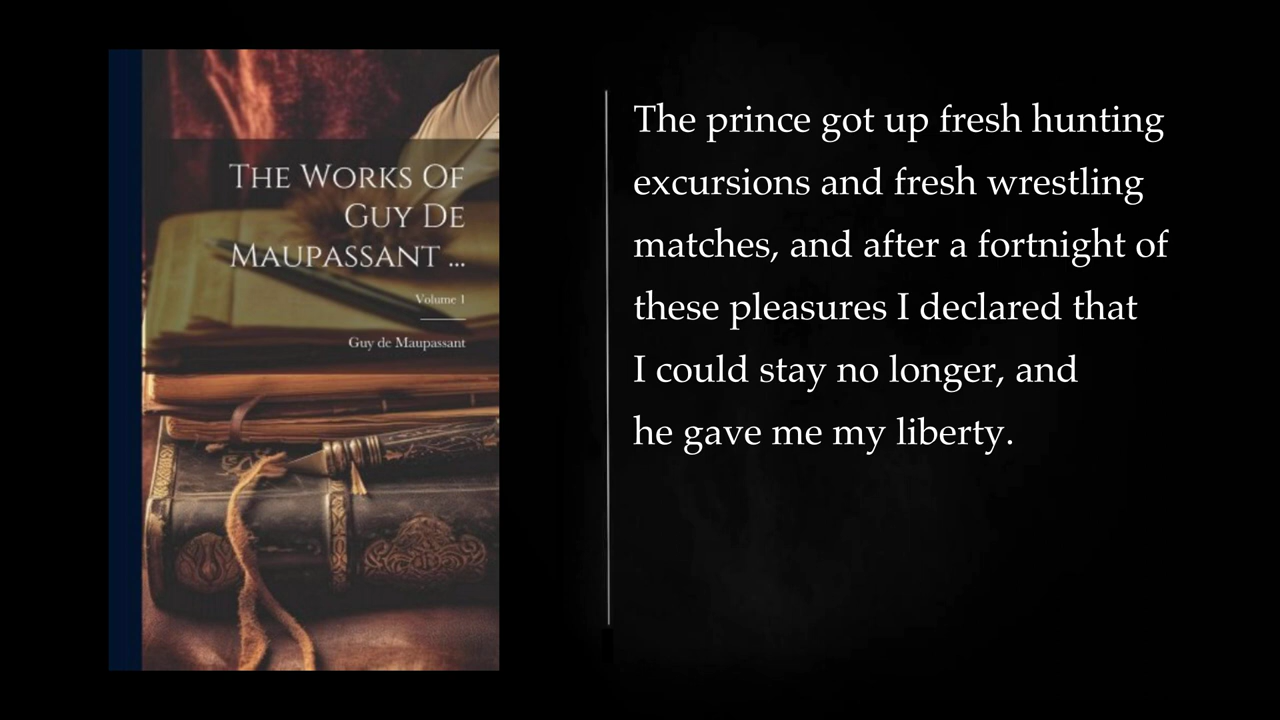 The Works Of
Guy De
Maupassant ...
Volume 1
Guy de Maupassant
The prince got up fresh hunting
excursions and fresh wrestling
matches, and after a fortnight of
these pleasures I declared that
I could stay no longer, and
he gave me my liberty.